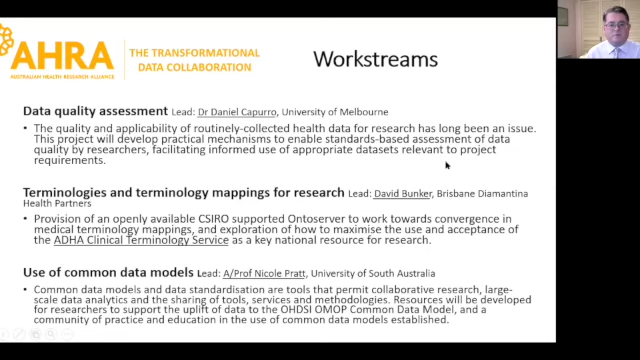 AHRA
AUSTRALIAN HEALTH RESEARCH ALLIANCE
THE TRANSFORMATIONAL
DATA COLLABORATION
Workstreams
Data quality assessment Lead: Dr Daniel Capurro, University of Melbourne
• The quality and applicability of routinely-collected health data for research has long been an issue.
This project will develop practical mechanisms to enable standards-based assessment of data
quality by researchers, facilitating informed use of appropriate datasets relevant to project
requirements.
Terminologies and terminology mappings for research Lead: David Bunker, Brisbane Diamantina
Health Partners
• Provision of an openly available CSIRO supported Ontoserver to work towards convergence in
medical terminology mappings, and exploration of how to maximise the use and acceptance of
the ADHA Clinical Terminology Service as a key national resource for research.
Use of common data models Lead: A/Prof Nicole Pratt, University of South Australia
• Common data models and data standardisation are tools that permit collaborative research, large-
scale data analytics and the sharing of tools, services and methodologies. Resources will be developed
for researchers to support the uplift of data to the OHDSI OMOP Common Data Model, and a
community of practice and education in the use of common data models established.